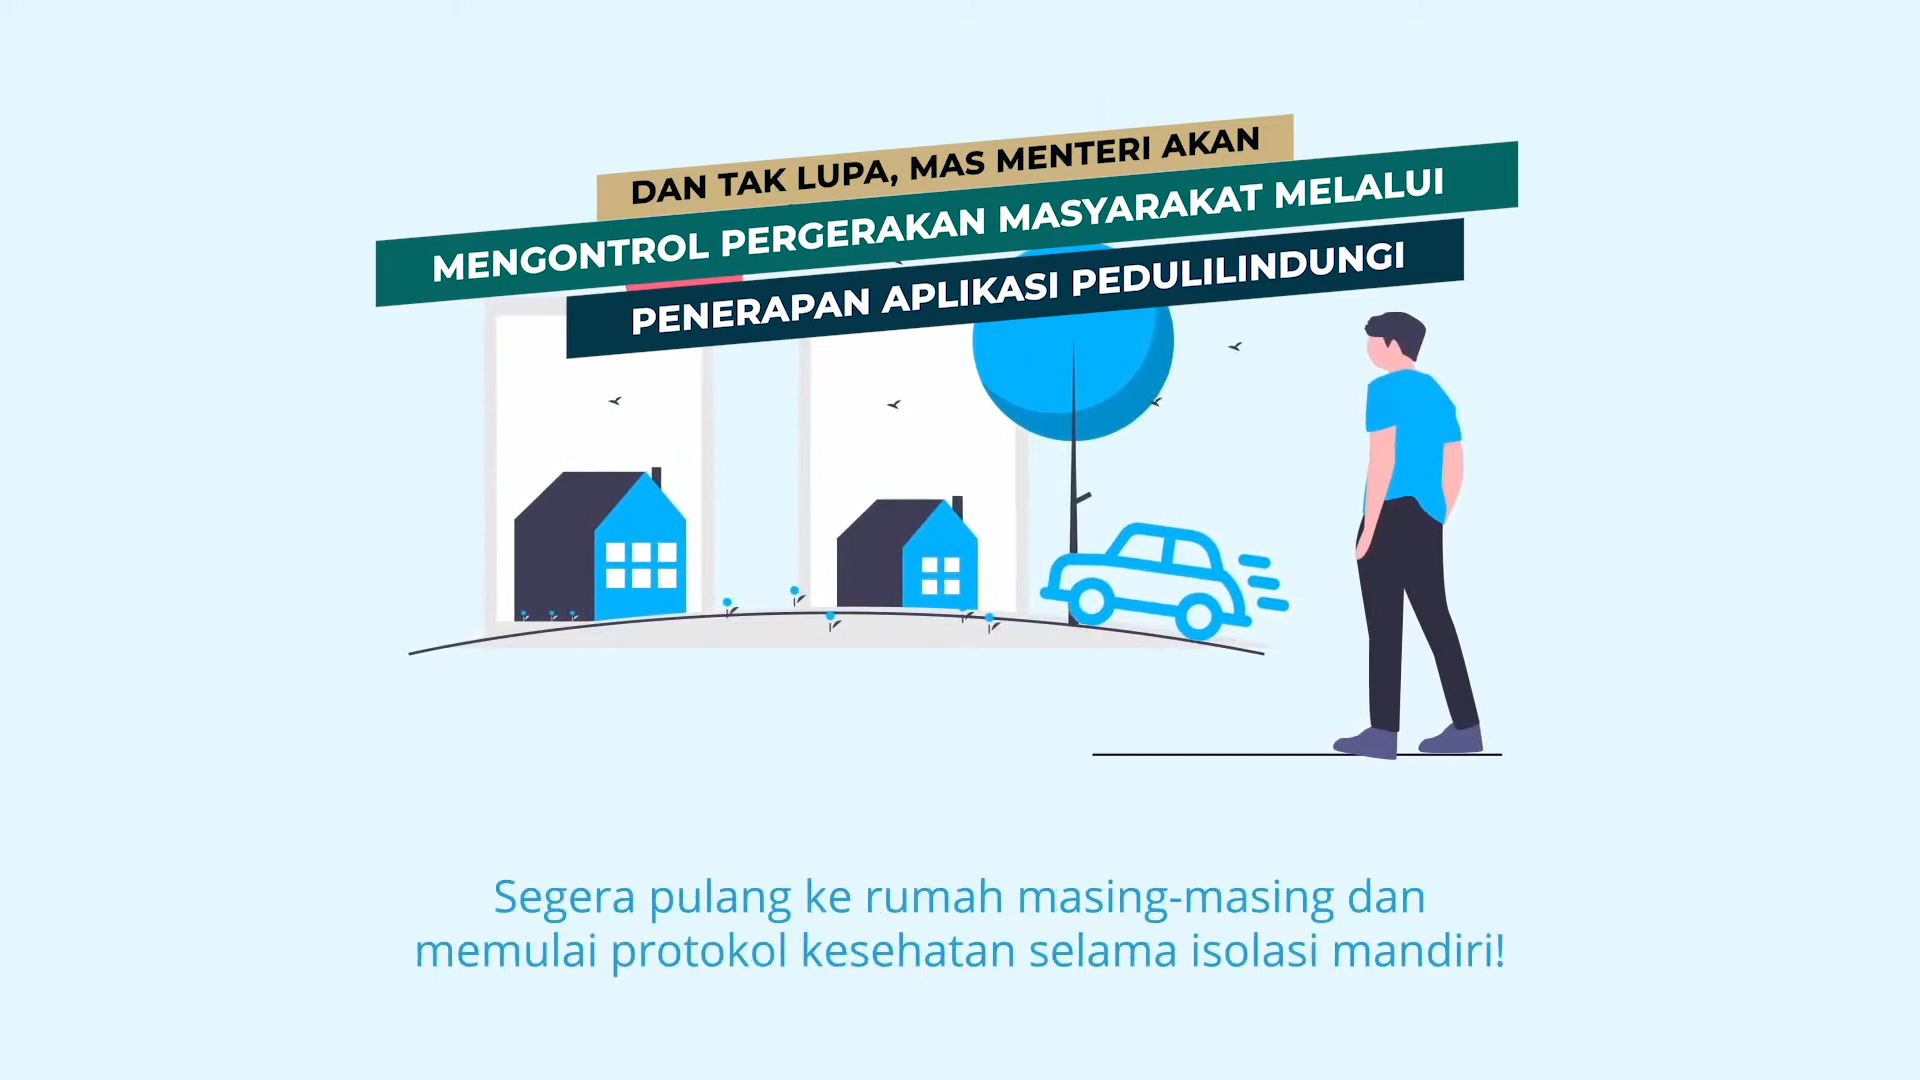 DAN TAK LUPA, MAS MENTERI AKAN
MENGONTROL PERGERAKAN MASYARAKAT MELALUI
PENERAPAN APLIKASI PEDULILINDUNGI
Segera pulang ke rumah masing-masing dan
memulai protokol kesehatan selama isolasi mandiri!